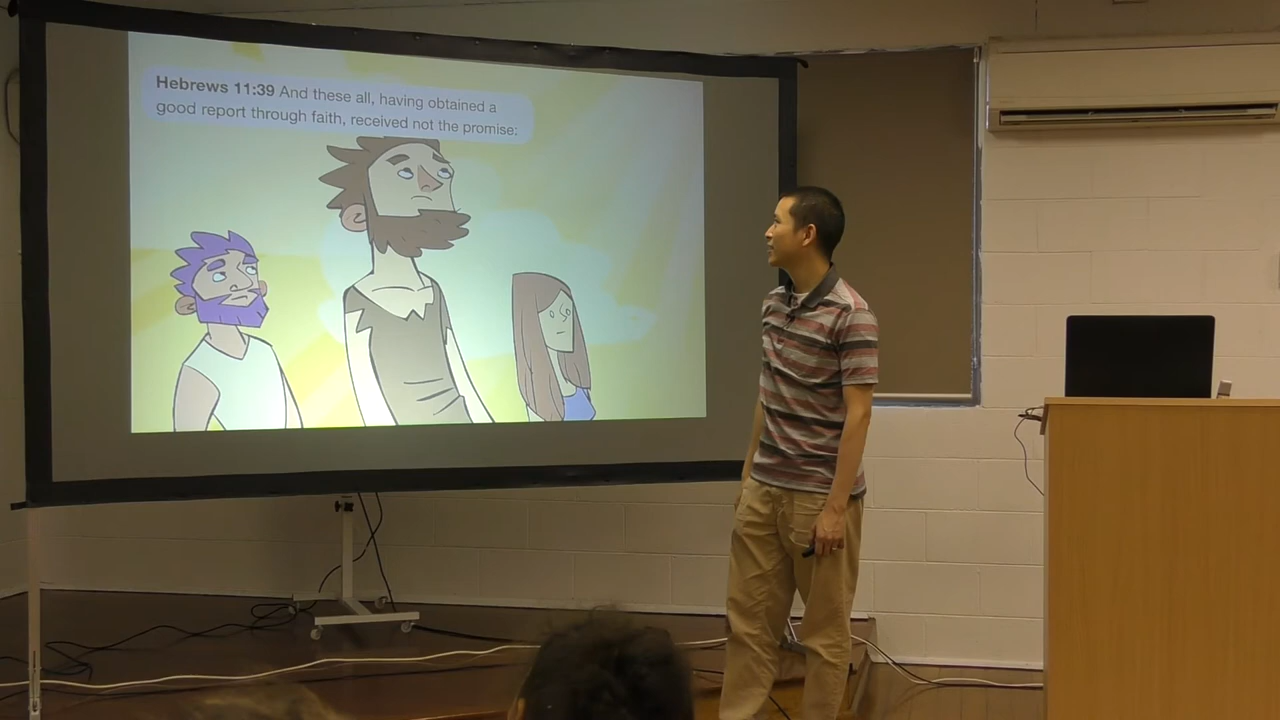 Hebrews 11:39 And these all, having obtained a
good report through faith, received not the promise: